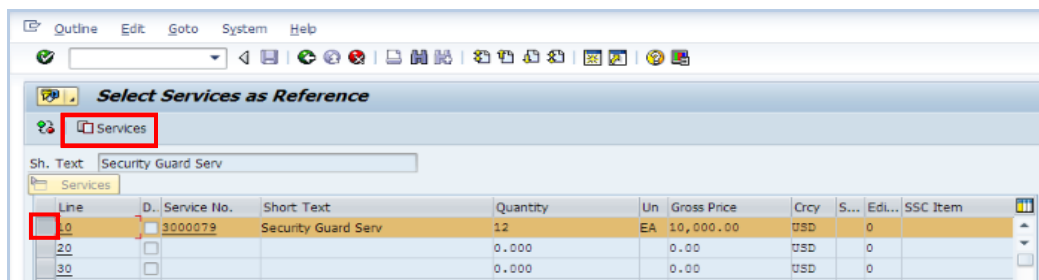 Outline Edit Goto System Help
Select Services as Reference
Services
Sh. Text Security Guard Serv
Services
Line D.. Service No. Short Text Quantity Un Gross Price Crcy S... Edi... SSC Item
10 3000079 Security Guard Serv 12 EA 10,000.00 USD 0
20 0.000 0.00 USD 0
30 0.000 0.00 USD 0